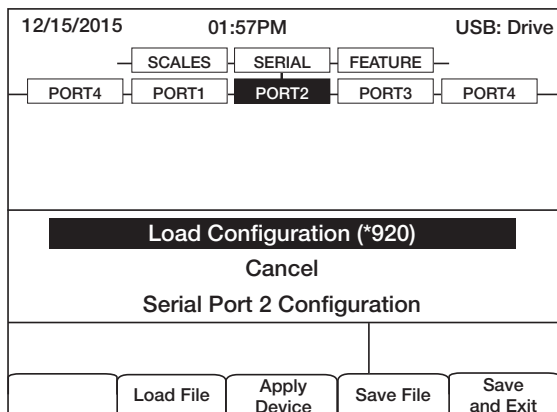 12/15/2015 01:57PM USB: Drive
SCALES SERIAL FEATURE
PORT4 PORT1 PORT2 PORT3 PORT4
Load Configuration (*920)
Cancel
Serial Port 2 Configuration
Load File Apply Device Save File Save and Exit